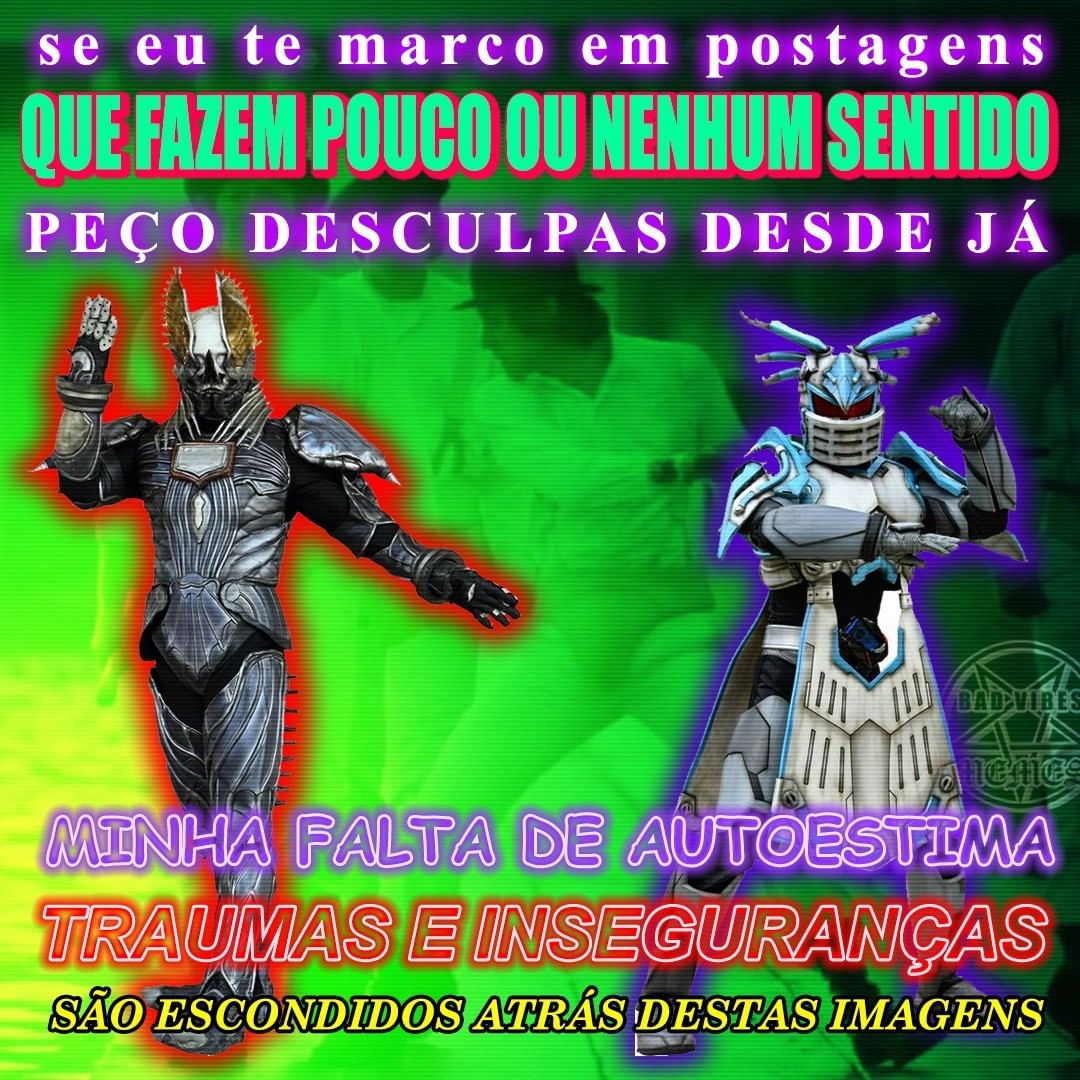 se eu te marco em postagens
QUE FAZEM POUCO OU NENHUM SENTIDO
PEÇO DESCULPAS DESDE JÁ
BAD VIBES
MEMES
MINHA FALTA DE AUTOESTIMA
TRAUMAS E INSEGURANÇAS
SÃO ESCONDIDOS ATRÁS DESTAS IMAGENS